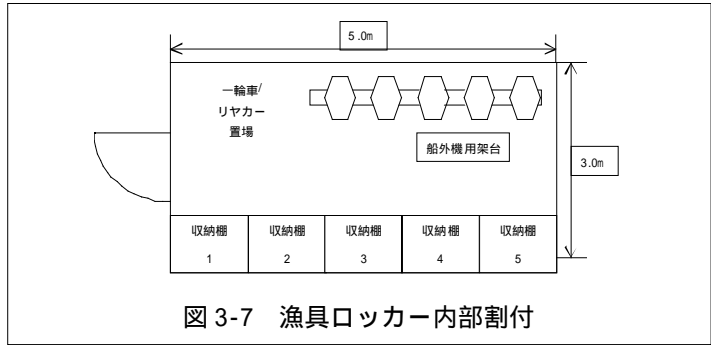 5.0m
一輪車/
リヤカー
置場
船外機用架台
3.0m
収納棚 収納棚 収納棚 収納棚 収納棚
1 2 3 4 5
図 3-7 漁具ロッカー内部割付